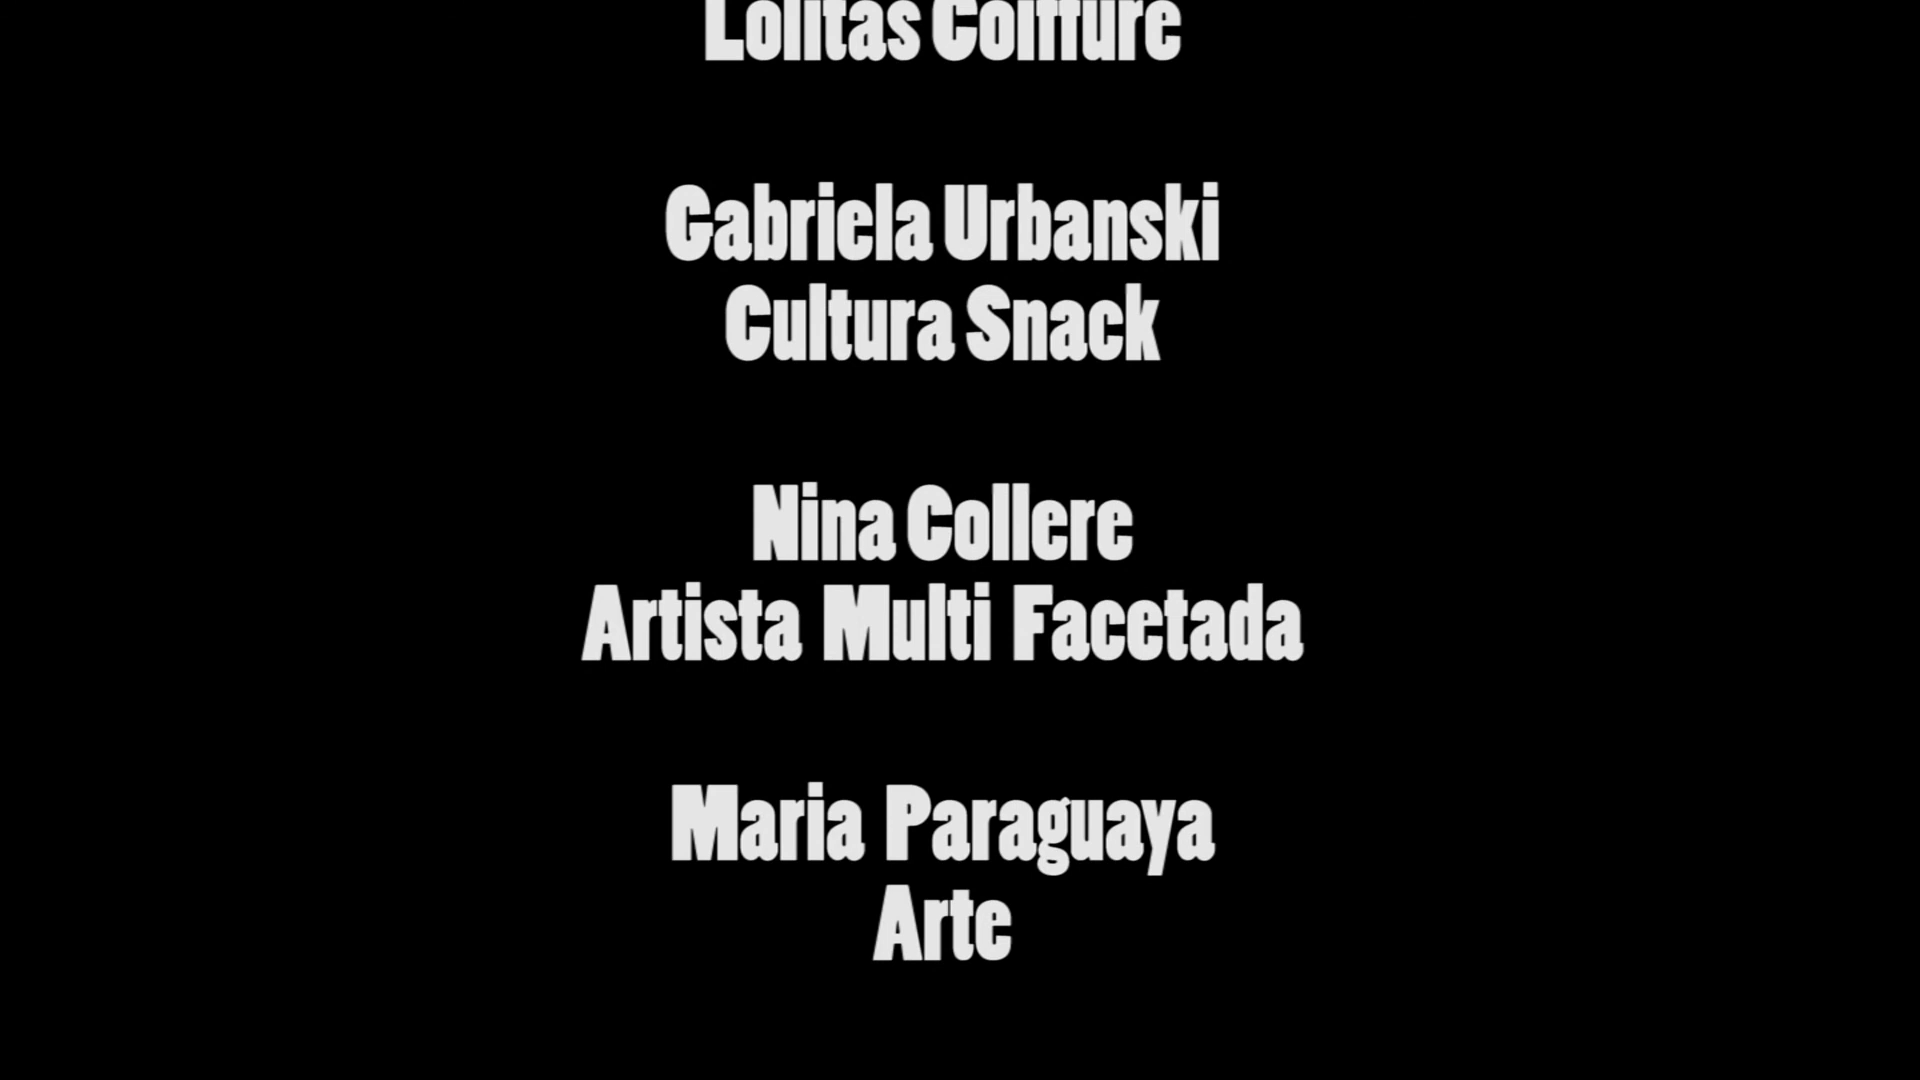 Lolitas Coiffure
Gabriela Urbanski
Cultura Snack
Nina Collere
Artista Multi Facetada
Maria Paraguaya
Arte